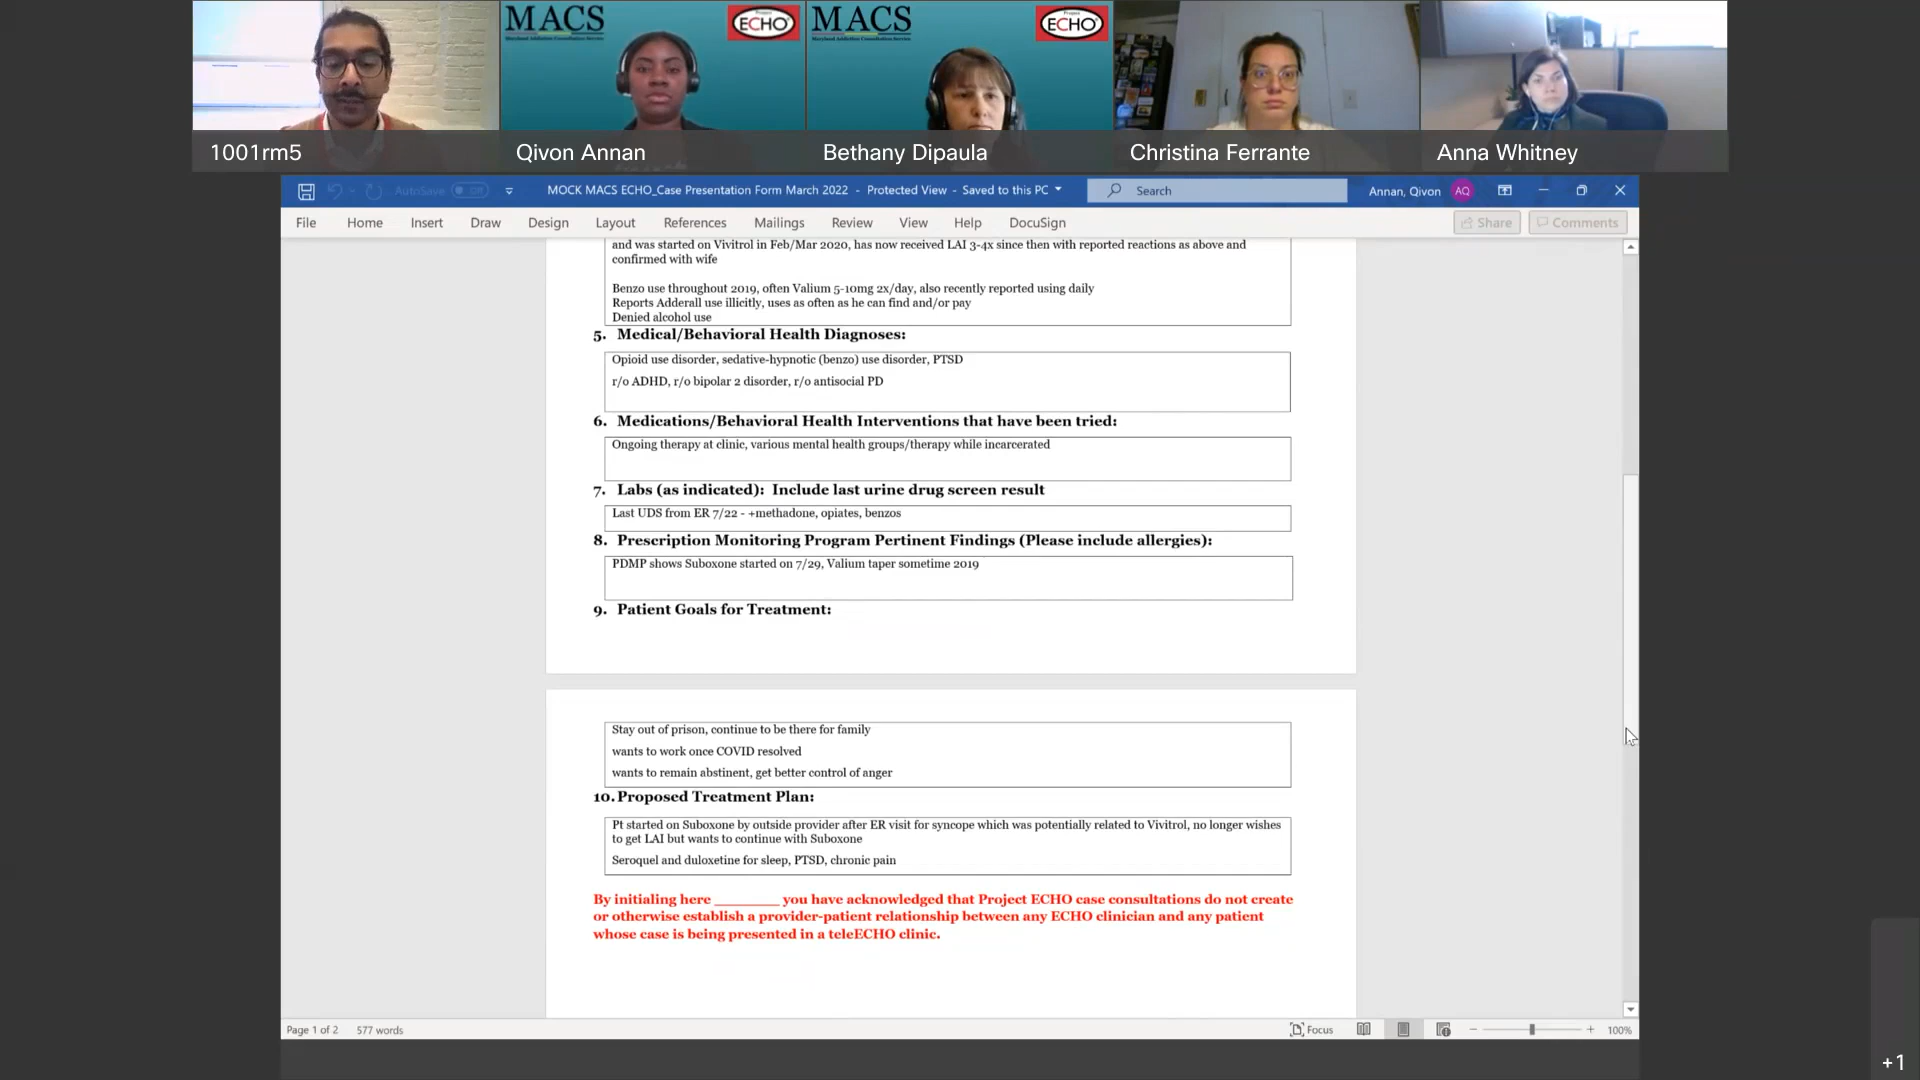 MACS
Maryland Addiction Consultation Service
Project
ECHO
MACS
Maryland Addiction Consultation Service
Project
ECHO
1001rm5
Qivon Annan
Bethany Dipaula
Christina Ferrante
Anna Whitney
AutoSave Off
MOCK MACS ECHO_Case Presentation Form March 2022 - Protected View - Saved to this PC
Search
Annan, Qivon AQ
File Home Insert Draw Design Layout References Mailings Review View Help DocuSign Share Comments
and was started on Vivitrol in Feb/Mar 2020, has now received LAI 3-4x since then with reported reactions as above and
confirmed with wife
Benzo use throughout 2019, often Valium 5-10mg 2x/day, also recently reported using daily
Reports Adderall use illicitly, uses as often as he can find and/or pay
Denied alcohol use
5. Medical/Behavioral Health Diagnoses:
Opioid use disorder, sedative-hypnotic (benzo) use disorder, PTSD
r/o ADHD, r/o bipolar 2 disorder, r/o antisocial PD
6. Medications/Behavioral Health Interventions that have been tried:
Ongoing therapy at clinic, various mental health groups/therapy while incarcerated
7. Labs (as indicated): Include last urine drug screen result
Last UDS from ER 7/22 - +methadone, opiates, benzos
8. Prescription Monitoring Program Pertinent Findings (Please include allergies):
PDMP shows Suboxone started on 7/29, Valium taper sometime 2019
9. Patient Goals for Treatment:
Stay out of prison, continue to be there for family
wants to work once COVID resolved
wants to remain abstinent, get better control of anger
10. Proposed Treatment Plan:
Pt started on Suboxone by outside provider after ER visit for syncope which was potentially related to Vivitrol, no longer wishes
to get LAI but wants to continue with Suboxone
Seroquel and duloxetine for sleep, PTSD, chronic pain
By initialing here ________ you have acknowledged that Project ECHO case consultations do not create
or otherwise establish a provider-patient relationship between any ECHO clinician and any patient
whose case is being presented in a teleECHO clinic.
Page 1 of 2 577 words
Focus
100%
+1